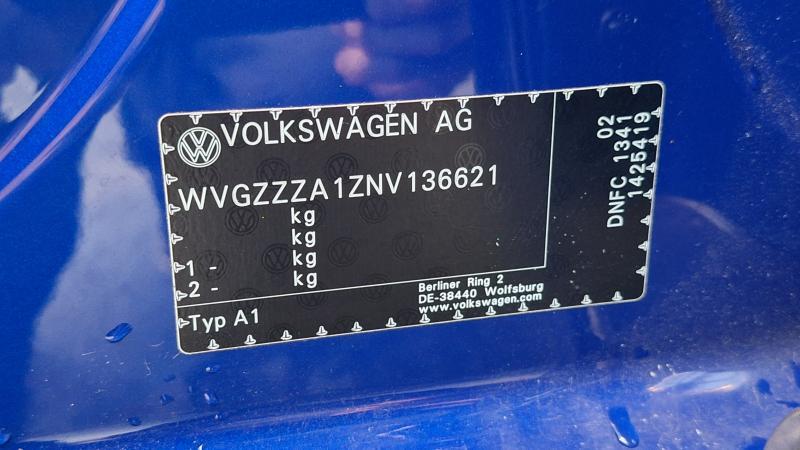 VOLKSWAGEN AG
WVGZZZA1ZNV136621
kg
kg
1 - kg
2 - kg
Typ A1
Berliner Ring 2
DE-38440 Wolfsburg
www.volkswagen.com
02
DNFC 1341
1425419